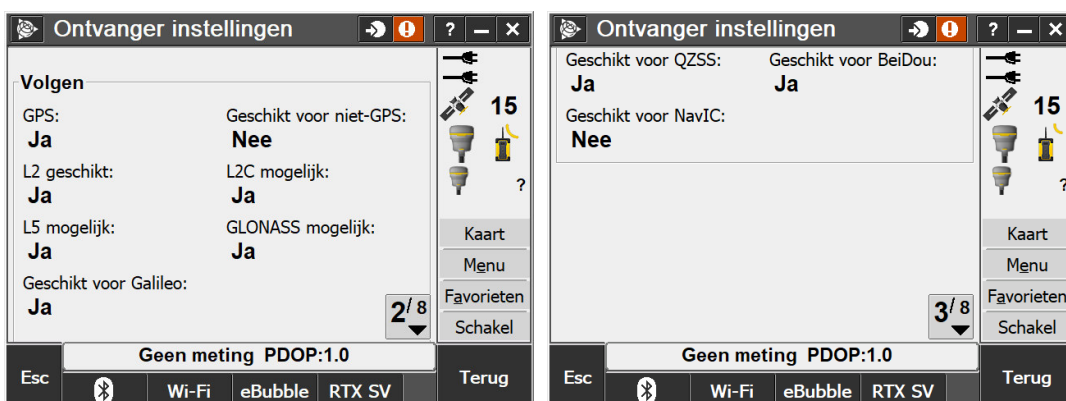 Ontvanger instellingen ?
Volgen
GPS: Geschikt voor niet-GPS:
Ja Nee
L2 geschikt: L2C mogelijk:
Ja Ja
L5 mogelijk: GLONASS mogelijk:
Ja Ja
Geschikt voor Galileo:
Ja
2/8
15
?
Kaart
Menu
Favorieten
Schakel
Geen meting PDOP:1.0
Esc Wi-Fi eBubble RTX SV Terug
Ontvanger instellingen ?
Geschikt voor QZSS: Geschikt voor BeiDou:
Ja Ja
Geschikt voor NavIC:
Nee
3/8
15
?
Kaart
Menu
Favorieten
Schakel
Geen meting PDOP:1.0
Esc Wi-Fi eBubble RTX SV Terug